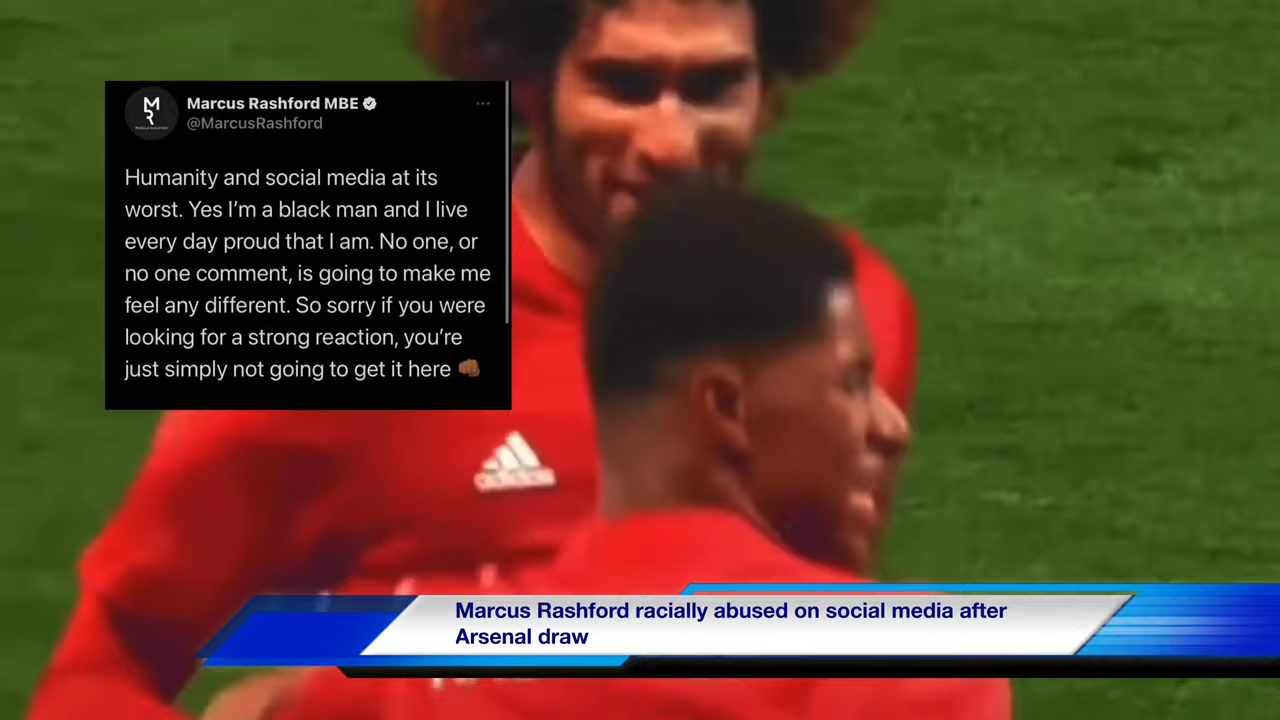 Marcus Rashford MBE
@MarcusRashford
Humanity and social media at its
worst. Yes I’m a black man and I live
every day proud that I am. No one, or
no one comment, is going to make me
feel any different. So sorry if you were
looking for a strong reaction, you’re
just simply not going to get it here 👊🏾
Marcus Rashford racially abused on social media after
Arsenal draw